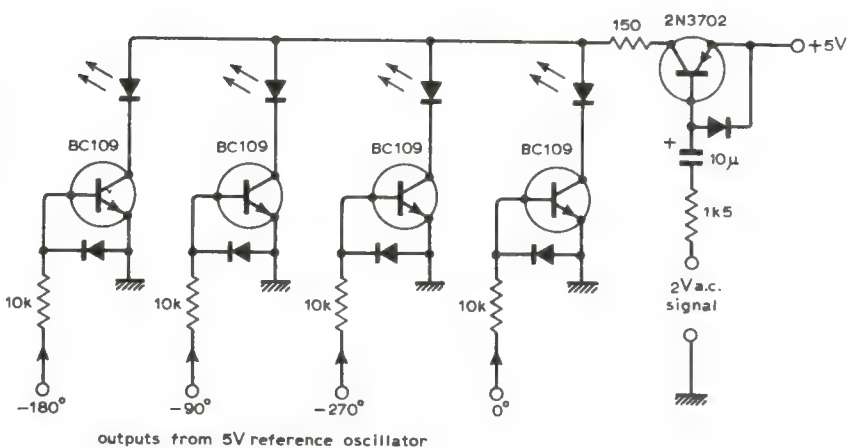 150
2N3702
+5V
BC109
BC109
BC109
BC109
+
10μ
1k5
2V a.c.
signal
10k
10k
10k
10k
−180°
−90°
−270°
0°
outputs from 5V reference oscillator